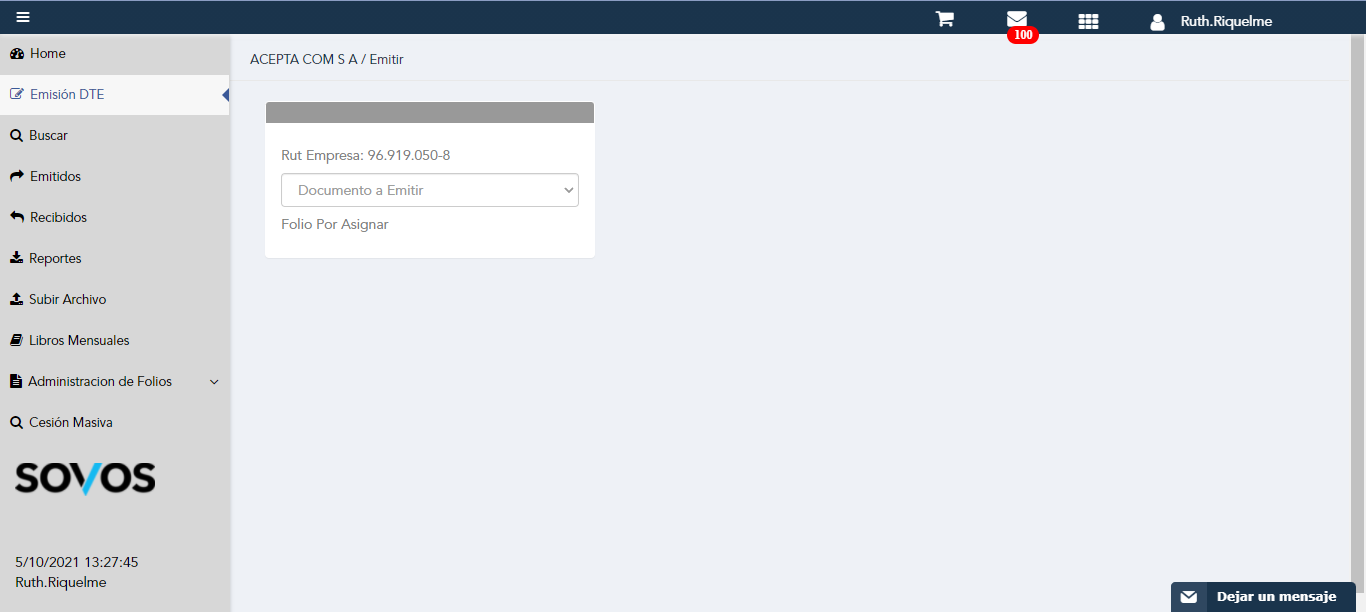 100
Ruth.Riquelme
Home
ACEPTA COM S A / Emitir
Emisión DTE
Buscar
Emitidos
Recibidos
Reportes
Subir Archivo
Libros Mensuales
Administracion de Folios
Cesión Masiva
Rut Empresa: 96.919.050-8
Documento a Emitir
Folio Por Asignar
SOVOS
5/10/2021 13:27:45
Ruth.Riquelme
Dejar un mensaje